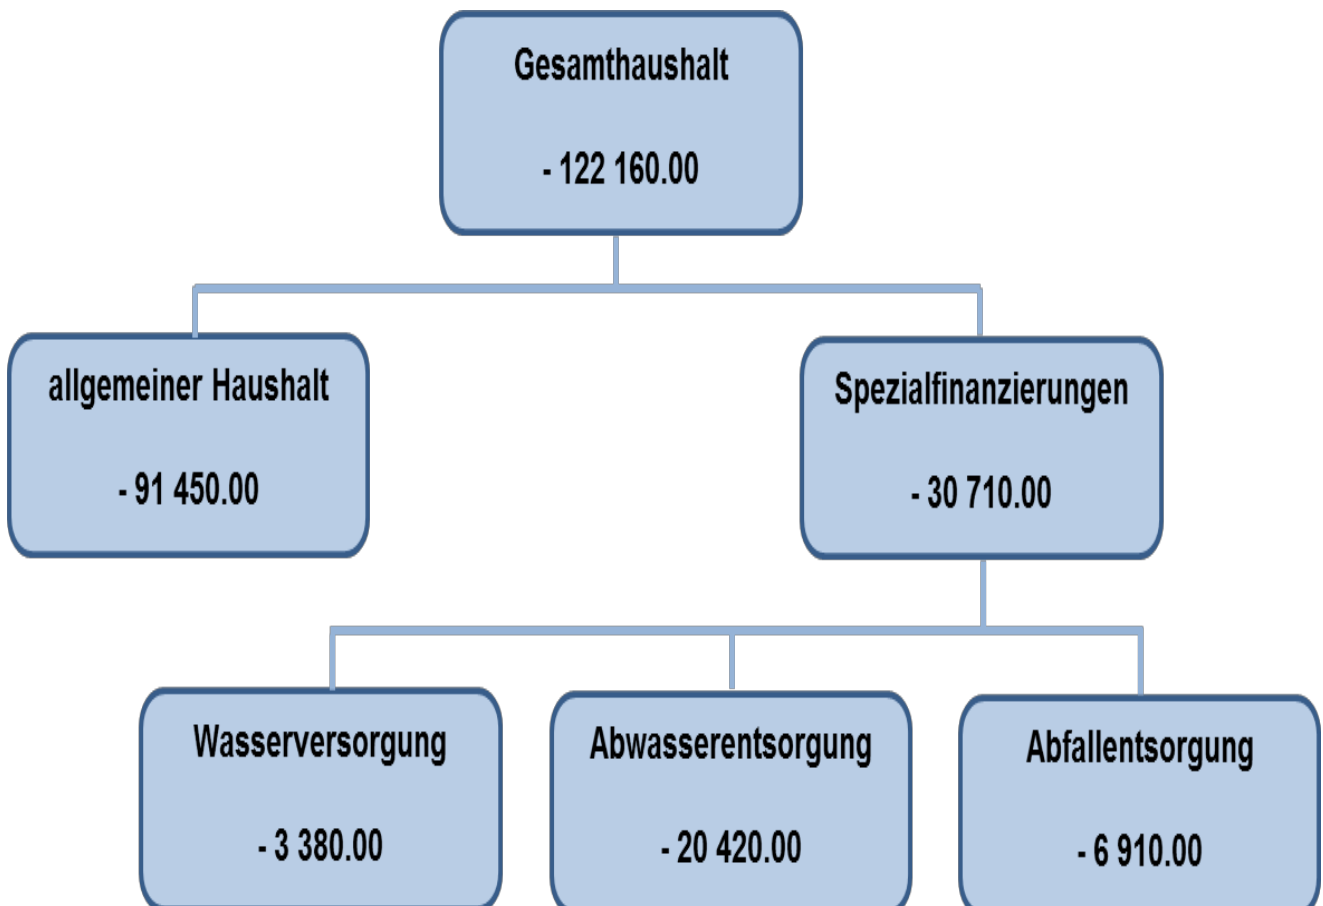 Gesamthaushalt
- 122 160.00
allgemeiner Haushalt
- 91 450.00
Spezialfinanzierungen
- 30 710.00
Wasserversorgung
- 3 380.00
Abwasserentsorgung
- 20 420.00
Abfallentsorgung
- 6 910.00